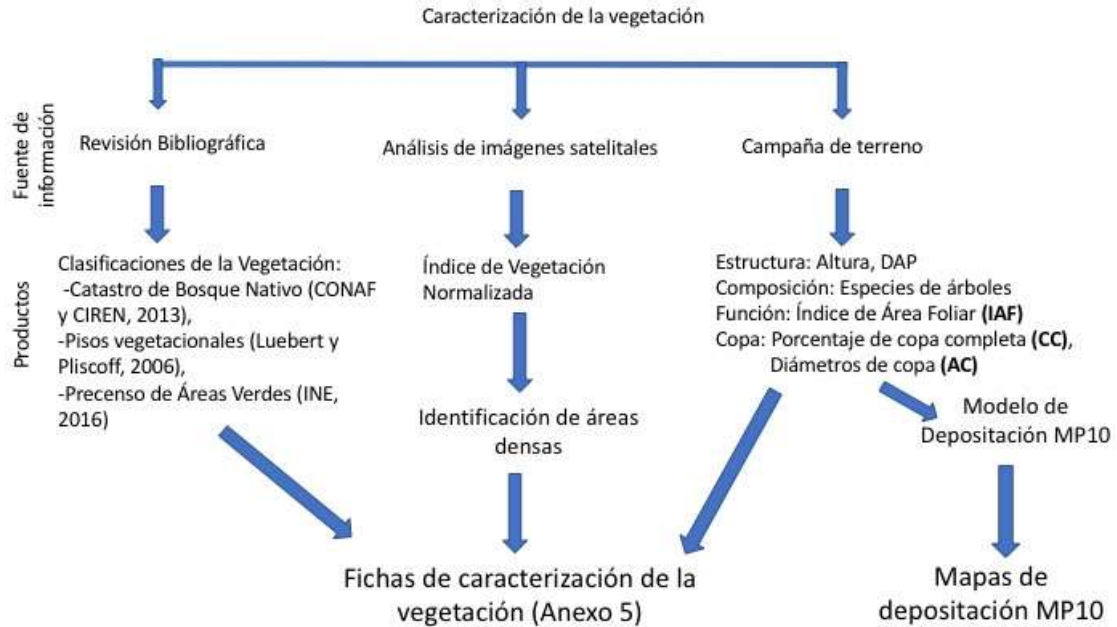 Caracterización de la vegetación
Fuente de
información
Revisión Bibliográfica
Análisis de imágenes satelitales
Campaña de terreno
Productos
Clasificaciones de la Vegetación:
-Catastro de Bosque Nativo (CONAF
y CIREN, 2013),
-Pisos vegetacionales (Luebert y
Pliscoff, 2006),
-Precenso de Áreas Verdes (INE,
2016)
Índice de Vegetación
Normalizada
Identificación de áreas
densas
Estructura: Altura, DAP
Composición: Especies de árboles
Función: Índice de Área Foliar (IAF)
Copa: Porcentaje de copa completa (CC),
Diámetros de copa (AC)
Modelo de
Depositación MP10
Fichas de caracterización de la
vegetación (Anexo 5)
Mapas de
depositación MP10